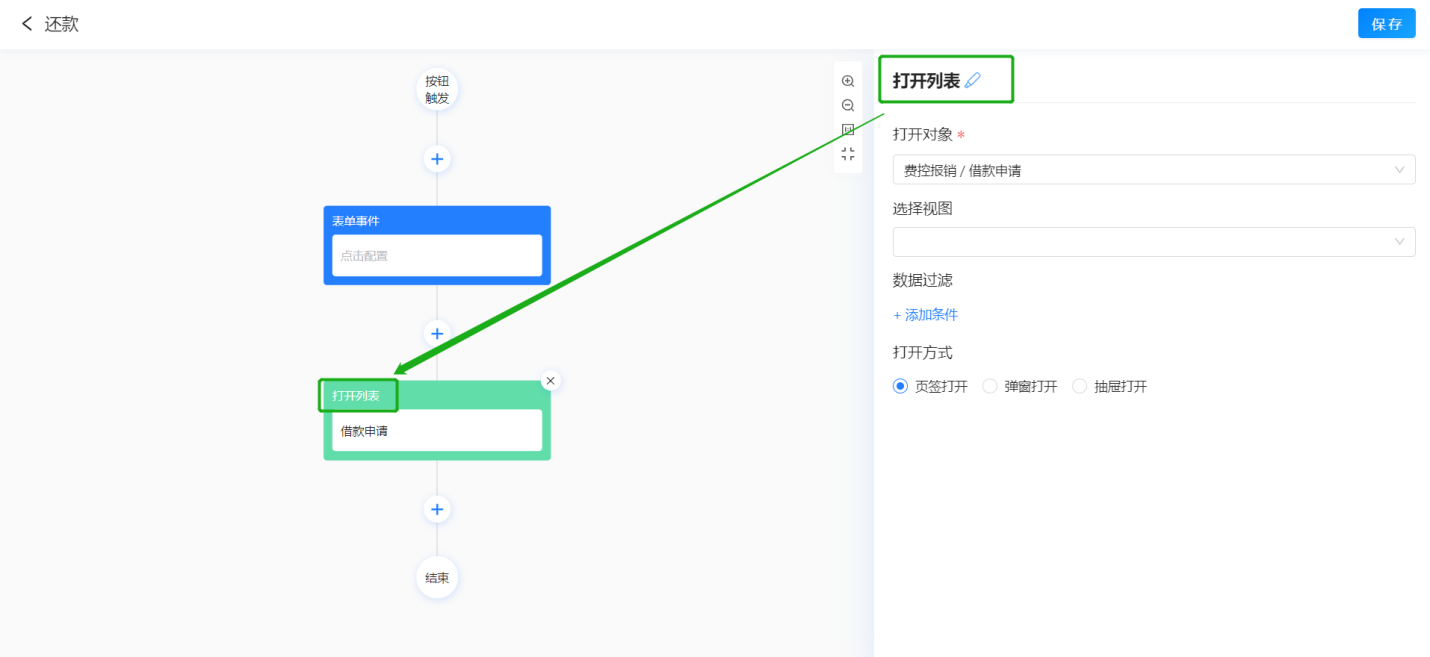 还款
保存
按钮
触发
表单事件
点击配置
打开列表
借款申请
结束
打开列表
打开对象 *
费控报销 / 借款申请
选择视图
数据过滤
+ 添加条件
打开方式
页签打开 弹窗打开 抽屉打开